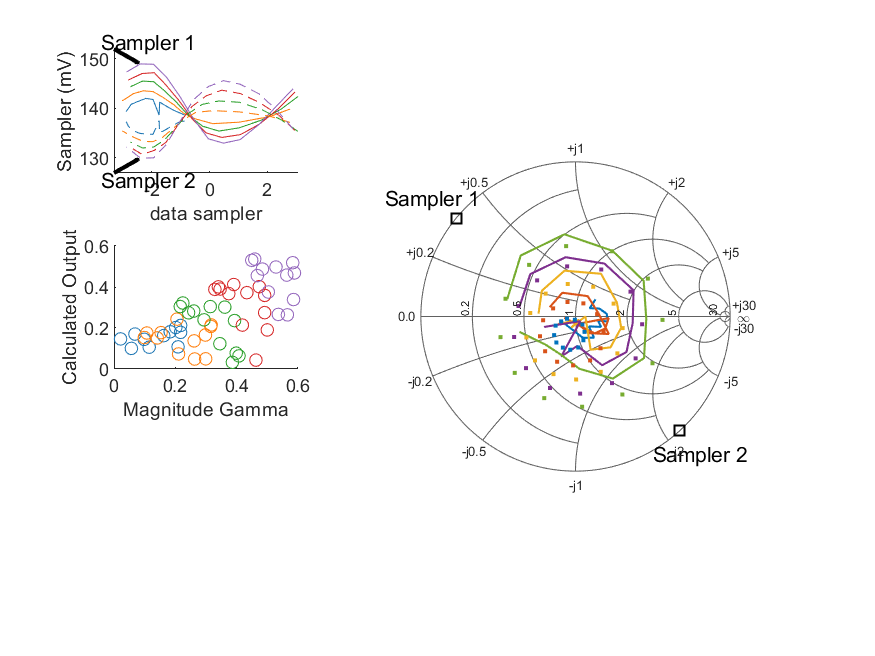 Sampler 1
150
140
130
Sampler (mV)
Sampler 2
-2
0
2
data sampler
0.6
0.4
0.2
0
Calculated Output
0
0.2
0.4
0.6
Magnitude Gamma
+j1
+j0.5
+j2
Sampler 1
+j0.2
+j5
0.0
0.2
0.5
1
2
5
30
+j30
∞
-j30
-j0.2
-j5
-j0.5
-j2
Sampler 2
-j1